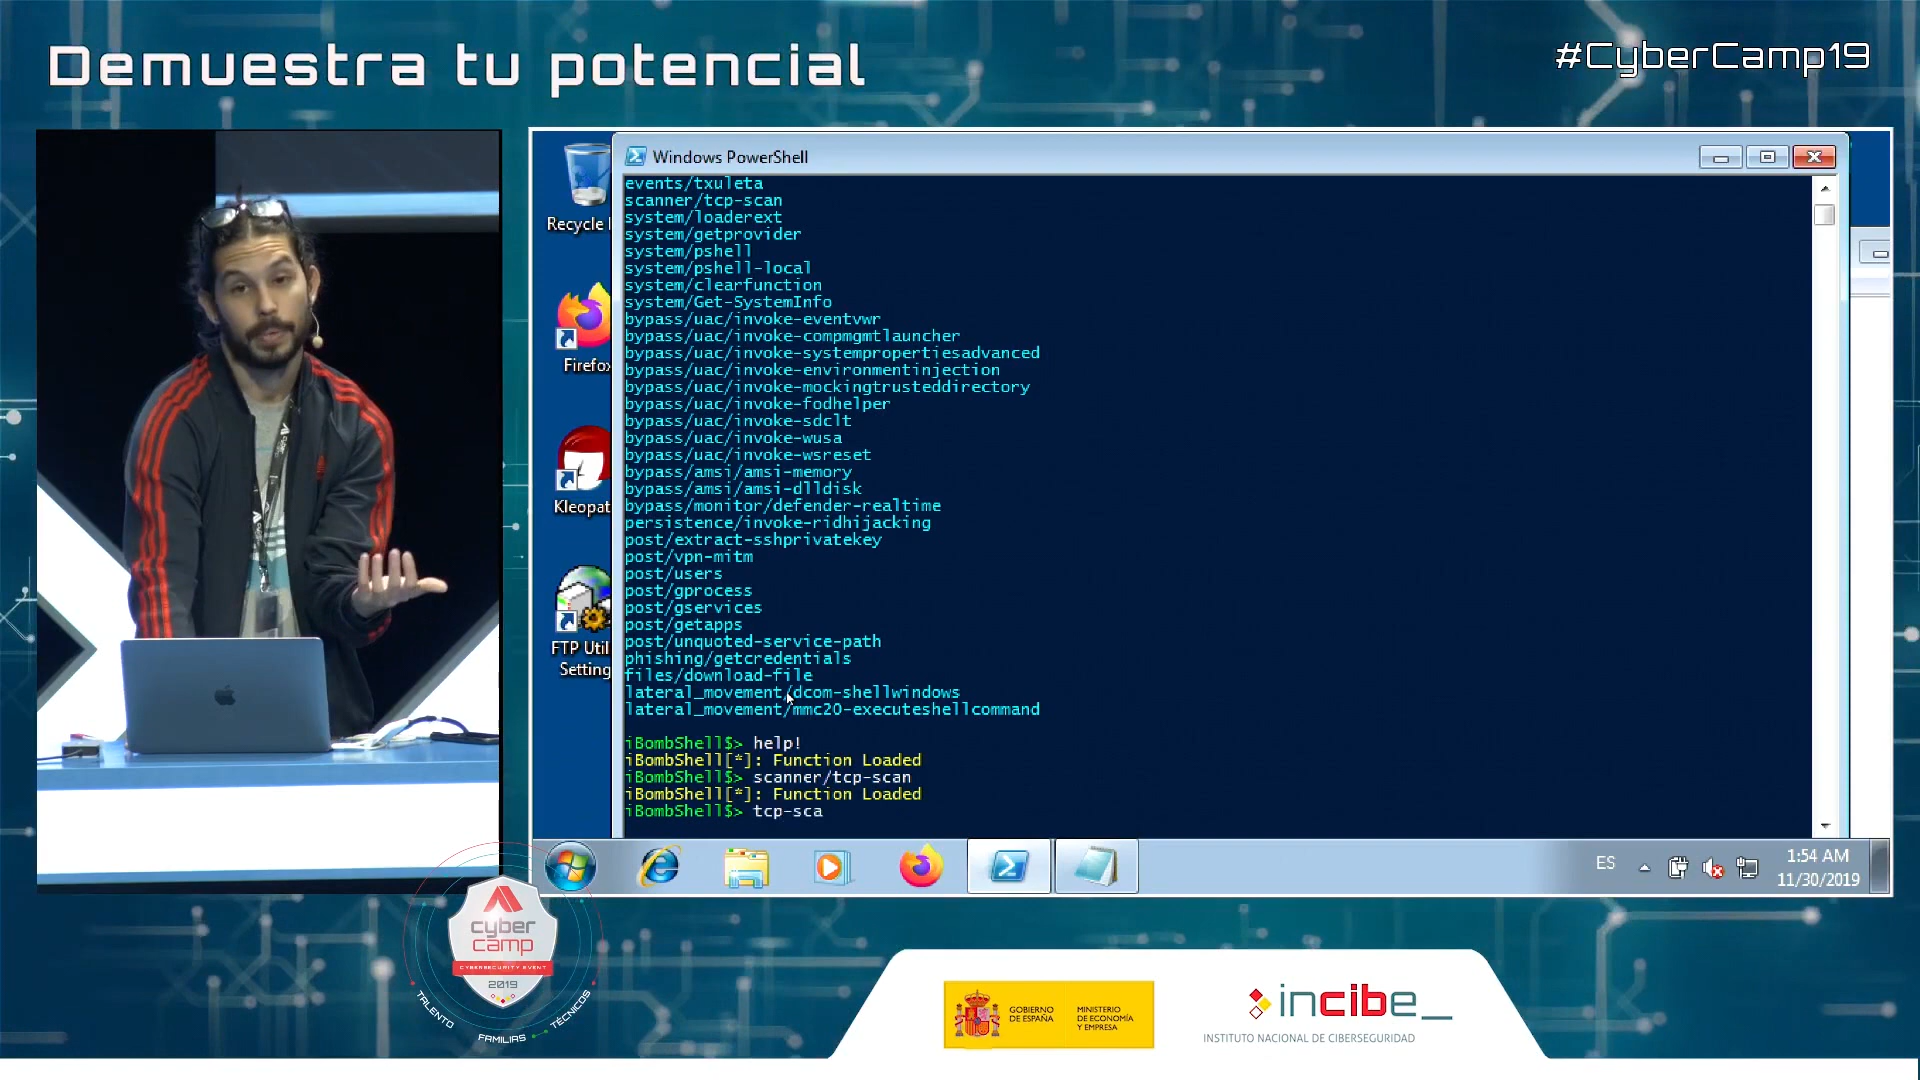 Demuestra tu potencial
#CyberCamp19
Windows PowerShell
events/txuleta
scanner/tcp-scan
system/loaderext
system/getprovider
system/pshell
system/pshell-local
system/clearfunction
system/Get-SystemInfo
bypass/uac/invoke-eventvwr
bypass/uac/invoke-compmgmtlauncher
bypass/uac/invoke-systempropertiesadvanced
bypass/uac/invoke-environmentinjection
bypass/uac/invoke-mockingtrusteddirectory
bypass/uac/invoke-fodhelper
bypass/uac/invoke-sdclt
bypass/uac/invoke-wusa
bypass/uac/invoke-wsreset
bypass/amsi/amsi-memory
bypass/amsi/amsi-dlldisk
bypass/monitor/defender-realtime
persistence/invoke-ridhijacking
post/extract-sshprivatekey
post/vpn-mitm
post/users
post/gprocess
post/gservices
post/getapps
post/unquoted-service-path
phishing/getcredentials
files/download-file
lateral_movement/dcom-shellwindows
lateral_movement/mmc20-executeshellcommand
iBombShell$> help!
iBombShell[*]: Function Loaded
iBombShell$> scanner/tcp-scan
iBombShell[*]: Function Loaded
iBombShell$> tcp-sca
Recycle
Firefox
Kleopat
FTP Util
Setting
ES
1:54 AM
11/30/2019
cyber
camp
CYBERSECURITY EVENT
2019
TALENTO
FAMILIAS
TÉCNICOS
GOBIERNO
DE ESPAÑA
MINISTERIO
DE ECONOMÍA
Y EMPRESA
incibe_
INSTITUTO NACIONAL DE CIBERSEGURIDAD